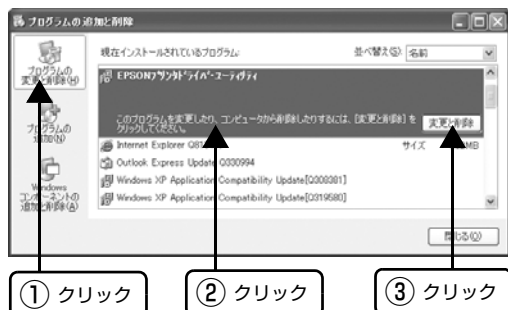 プログラムの追加と削除
プログラムの
変更と削除(H)
プログラムの
追加(N)
Windows
コンポーネントの
追加と削除(A)
現在インストールされているプログラム:
並べ替え(S): 名前
EPSONプリンタドライバ・ユーティリティ
このプログラムを変更したり、コンピュータから削除したりするには、[変更と削除] を
クリックしてください。
変更と削除
Internet Explorer Q81
サイズ
MB
Outlook Express Update Q330994
Windows XP Application Compatibility Update[Q308381]
Windows XP Application Compatibility Update[Q319580]
閉じる(O)
① クリック
② クリック
③ クリック